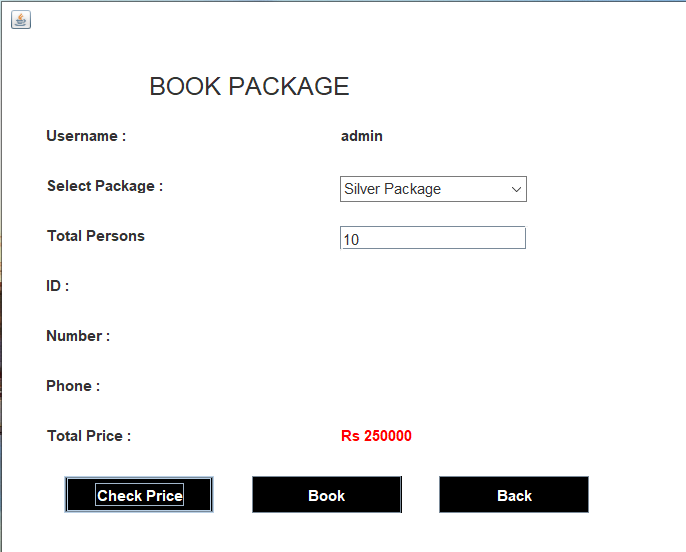 BOOK PACKAGE
Username : admin
Select Package : Silver Package
Total Persons 10
ID :
Number :
Phone :
Total Price : Rs 250000
Check Price Book Back